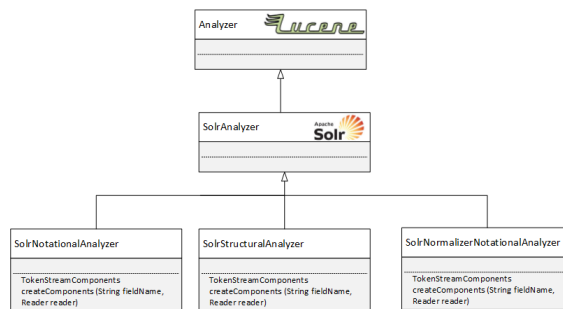 Analyzer
Lucene
SolrAnalyzer
Apache
Solr
SolrNotationalAnalyzer
TokenStreamComponents
createComponents (String fieldName,
Reader reader)
SolrStructuralAnalyzer
TokenStreamComponents
createComponents (String fieldName,
Reader reader)
SolrNormalizerNotationalAnalyzer
TokenStreamComponents
createComponents (String fieldName,
Reader reader)